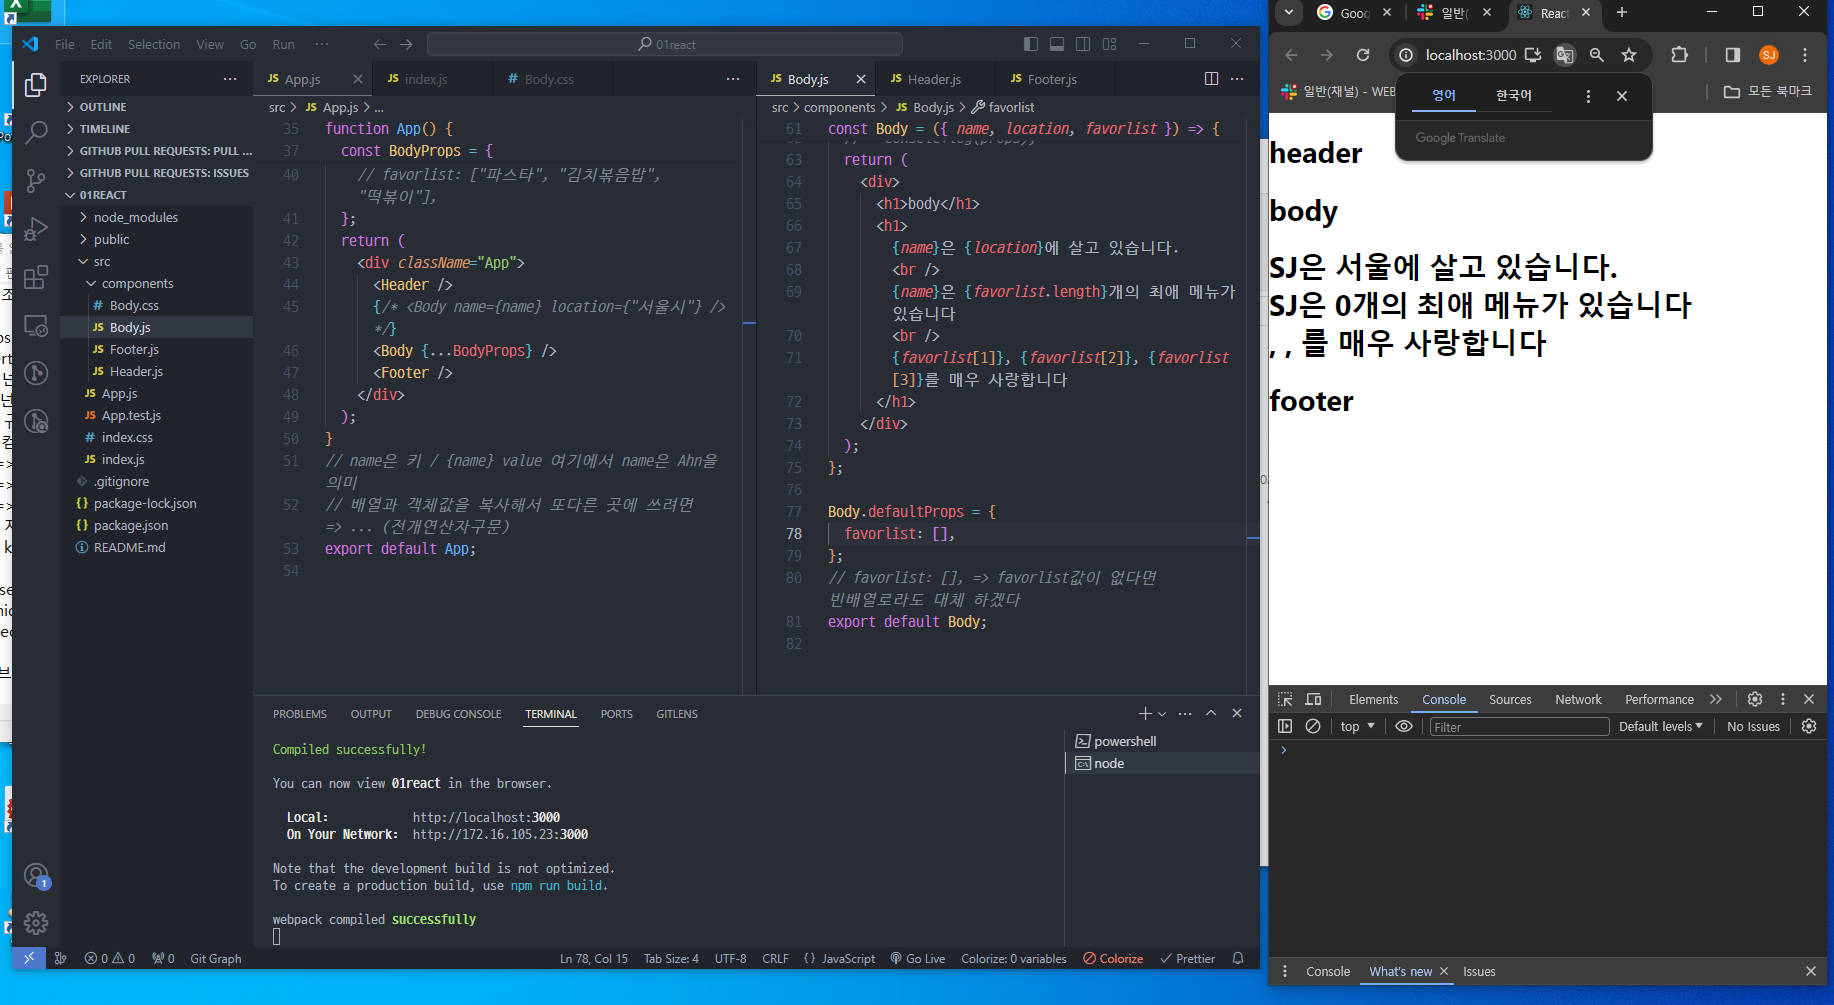 File Edit Selection View Go Run ··· 01react
EXPLORER ···
OUTLINE
TIMELINE
GITHUB PULL REQUESTS: PULL ...
GITHUB PULL REQUESTS: ISSUES
01REACT
node_modules
public
src
components
# Body.css
JS Body.js
JS Footer.js
JS Header.js
JS App.js
JS App.test.js
# index.css
JS index.js
.gitignore
{} package-lock.json
{} package.json
README.md
JS App.js JS index.js # Body.css ···
src > JS App.js > ...
35 function App() {
37 const BodyProps = {
40 // favorlist: ["파스타", "김치볶음밥",
"떡볶이"],
41 };
42 return (
43 <div className="App">
44 <Header />
45 {/* <Body name={name} location={"서울시"} />
*/}
46 <Body {...BodyProps} />
47 <Footer />
48 </div>
49 );
50 }
51 // name은 키 / {name} value 여기에서 name은 Ahn을
의미
52 // 배열과 객체값을 복사해서 또다른 곳에 쓰려면
=> ... (전개연산자구문)
53 export default App;
54
JS Body.js JS Header.js JS Footer.js ···
src > components > JS Body.js > favorlist
61 const Body = ({ name, location, favorlist }) => {
63 return (
64 <div>
65 <h1>body</h1>
66 <h1>
67 {name}은 {location}에 살고 있습니다.
68 <br />
69 {name}은 {favorlist.length}개의 최애 메뉴가
있습니다
70 <br />
71 {favorlist[1]}, {favorlist[2]}, {favorlist
[3]}를 매우 사랑합니다
72 </h1>
73 </div>
74 );
75 };
76
77 Body.defaultProps = {
78 favorlist: [],
79 };
80 // favorlist: [], => favorlist값이 없다면
빈배열로라도 대체 하겠다
81 export default Body;
82
PROBLEMS OUTPUT DEBUG CONSOLE TERMINAL PORTS GITLENS
Compiled successfully!
You can now view 01react in the browser.
Local: http://localhost:3000
On Your Network: http://172.16.105.23:3000
Note that the development build is not optimized.
To create a production build, use npm run build.
webpack compiled successfully
powershell
node
1
0 0 0 Git Graph Ln 78, Col 15 Tab Size: 4 UTF-8 CRLF {} JavaScript Go Live Colorize: 0 variables Colorize Prettier
Goog 일반( React
localhost:3000 SJ
일반(채널) - WEB 모든 북마크
영어 한국어
Google Translate
header
body
SJ은 서울에 살고 있습니다.
SJ은 0개의 최애 메뉴가 있습니다
, , 를 매우 사랑합니다
footer
Elements Console Sources Network Performance
top Filter Default levels No Issues
Console What's new Issues